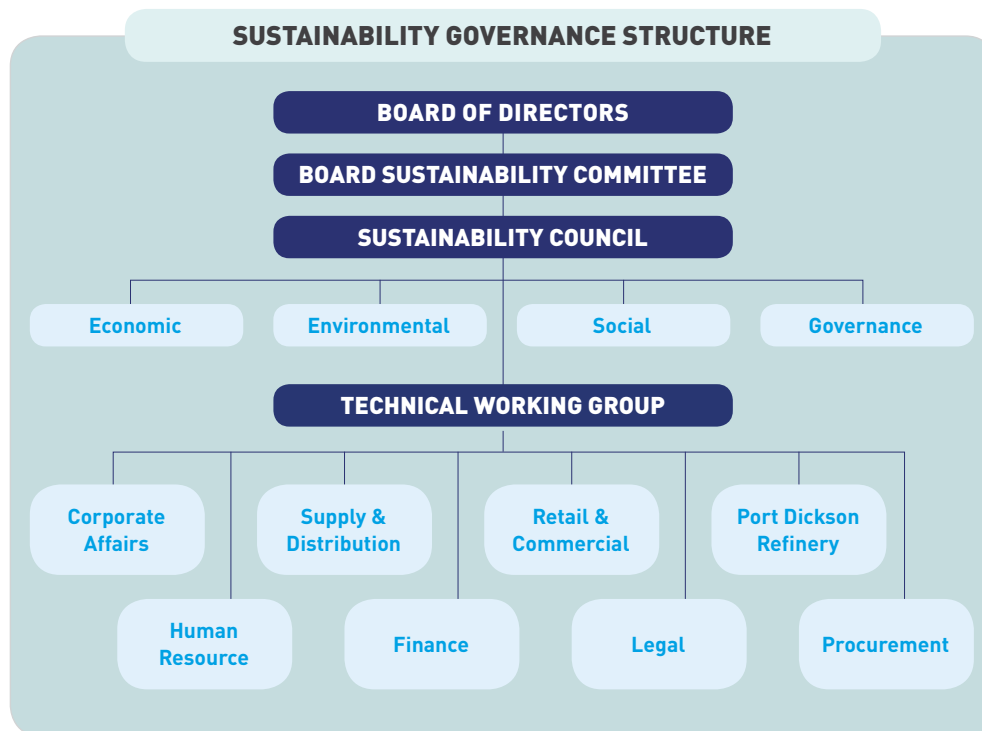 SUSTAINABILITY GOVERNANCE STRUCTURE
BOARD OF DIRECTORS
BOARD SUSTAINABILITY COMMITTEE
SUSTAINABILITY COUNCIL
Economic
Environmental
Social
Governance
TECHNICAL WORKING GROUP
Corporate
Affairs
Supply &
Distribution
Retail &
Commercial
Port Dickson
Refinery
Human
Resource
Finance
Legal
Procurement